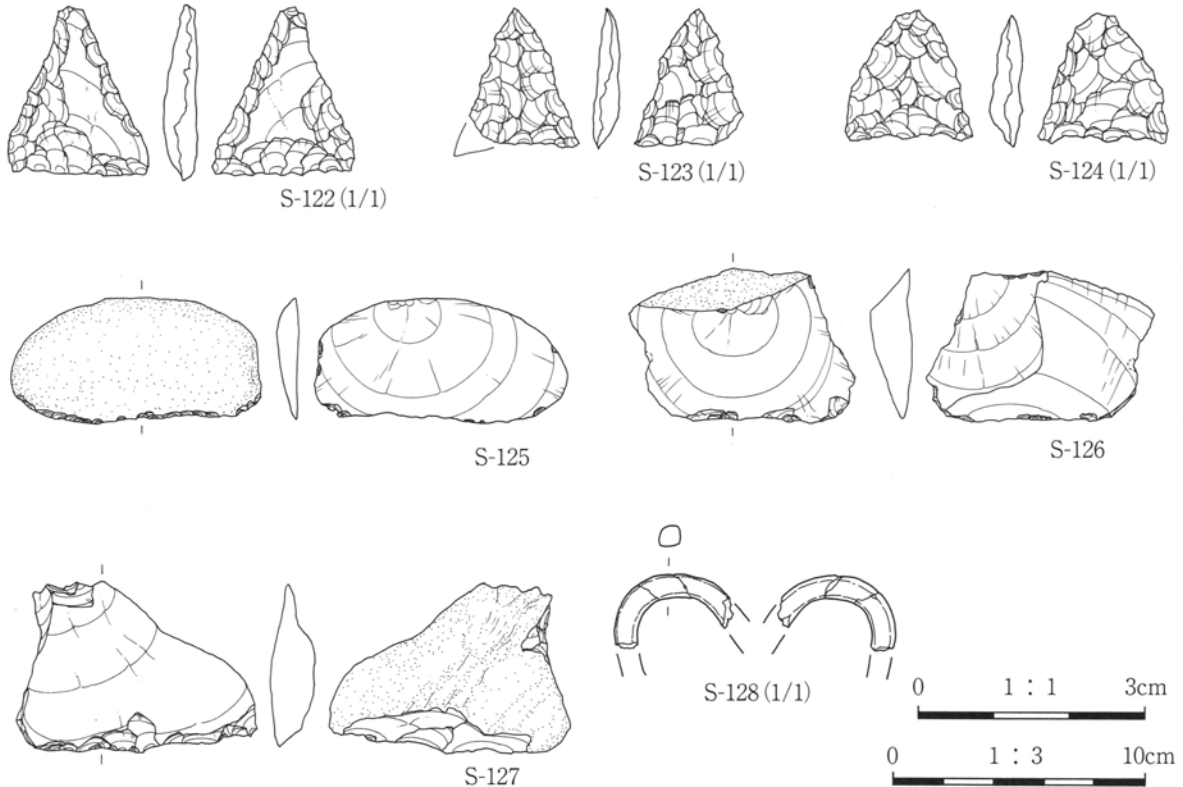 S-122 (1/1)
S-123 (1/1)
S-124 (1/1)
S-125
S-126
S-127
S-128 (1/1)
0 1 : 1 3cm
0 1 : 3 10cm